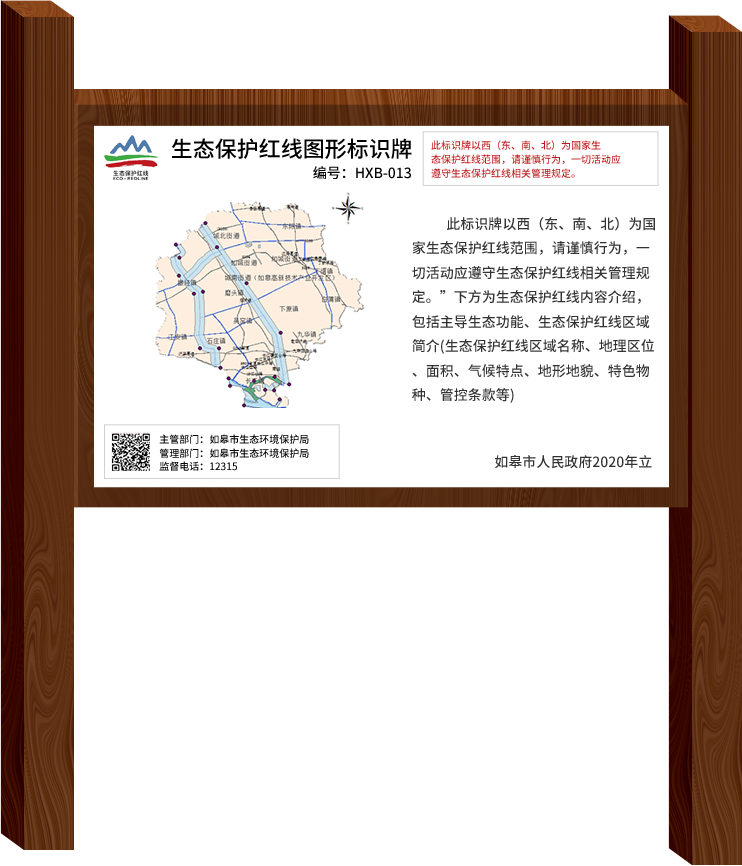 生态保护红线图形标识牌
编号：HXB-013
生态保护红线
ECO-REDLINE
此标识牌以西（东、南、北）为国家生
态保护红线范围，请谨慎行为，一切活动应
遵守生态保护红线相关管理规定。
东陈镇
城北街道
如城街道
如城街道
城南街道（如皋高新技术产业开发区）
丁堰镇
白蒲镇
搬经镇
磨头镇
下原镇
吴窑镇
九华镇
江安镇
石庄镇
长江镇
此标识牌以西（东、南、北）为国
家生态保护红线范围，请谨慎行为，一
切活动应遵守生态保护红线相关管理规
定。”下方为生态保护红线内容介绍，
包括主导生态功能、生态保护红线区域
简介(生态保护红线区域名称、地理区位
、面积、气候特点、地形地貌、特色物
种、管控条款等)
主管部门：如皋市生态环境保护局
管理部门：如皋市生态环境保护局
监督电话：12315
如皋市人民政府2020年立